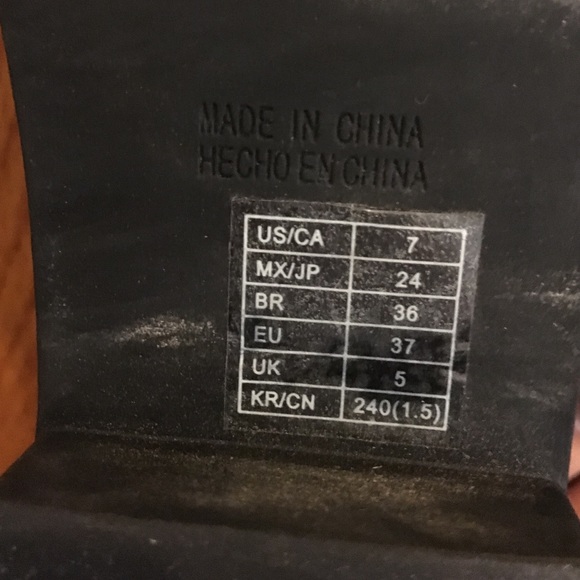 MADE IN CHINA
HECHO EN CHINA
US/CA 7
MX/JP 24
BR 36
EU 37
UK 5
KR/CN 240(1.5)